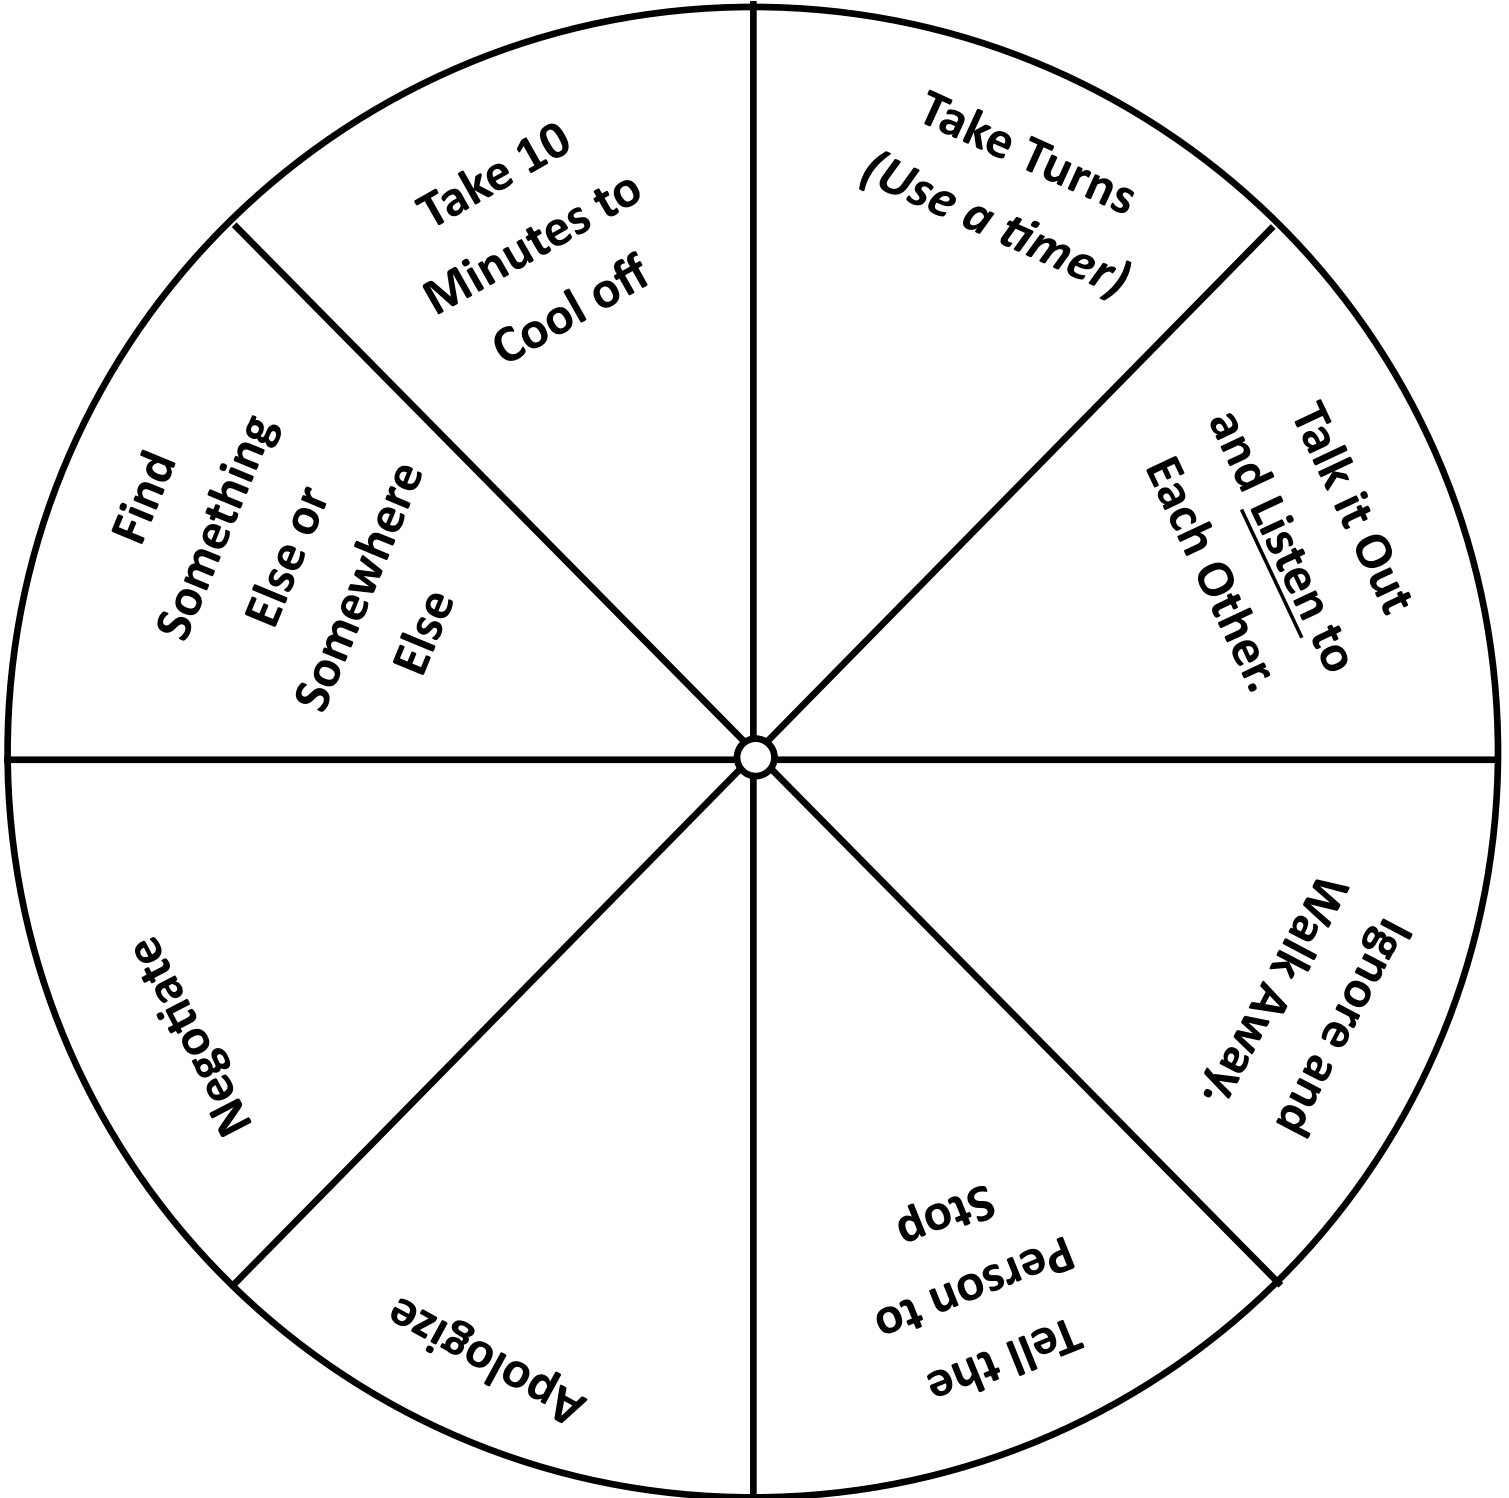 Take Turns
(Use a timer)
Talk it Out
and Listen to
Each Other.
Ignore and
Walk Away.
Tell the
Person to
Stop
Apologize
Negotiate
Find
Something
Else or
Somewhere
Else
Take 10
Minutes to
Cool off